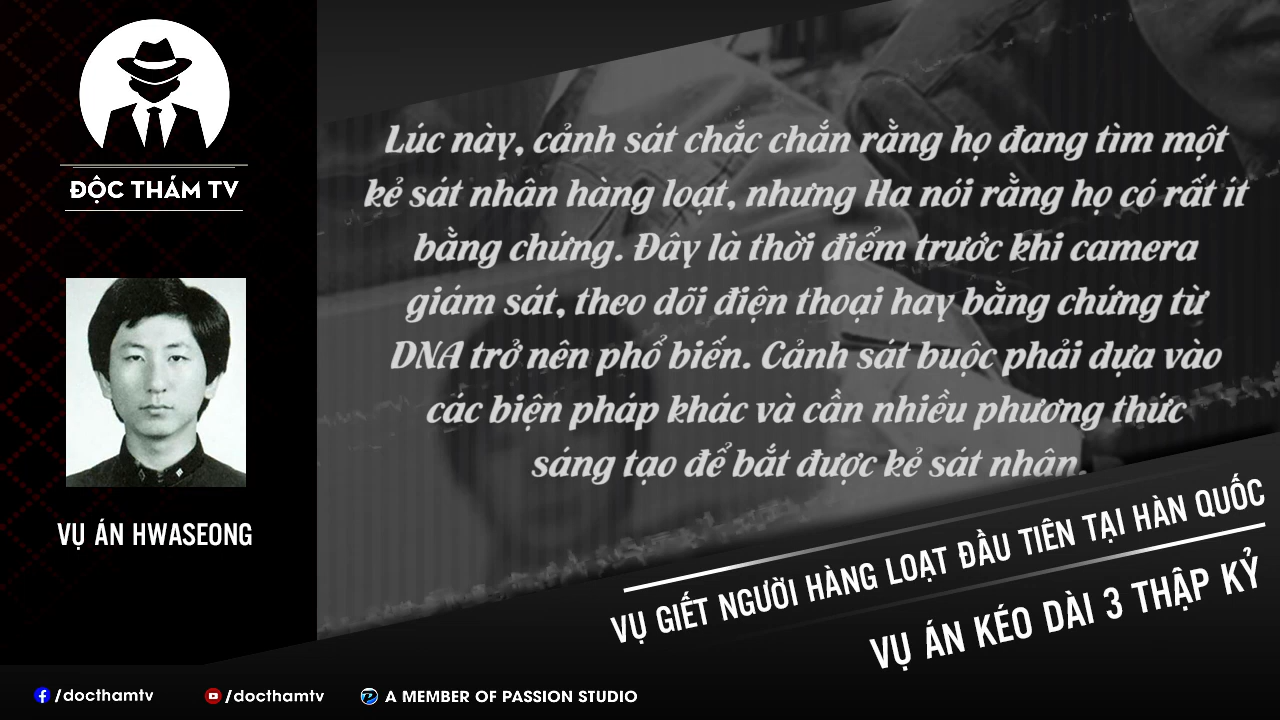 ĐỘC THÁM TV
VỤ ÁN HWASEONG
Lúc này, cảnh sát chắc chắn rằng họ đang tìm một
kẻ sát nhân hàng loạt, nhưng Ha nói rằng họ có rất ít
bằng chứng. Đây là thời điểm trước khi camera
giám sát, theo dõi điện thoại hay bằng chứng từ
DNA trở nên phổ biến. Cảnh sát buộc phải dựa vào
các biện pháp khác và cần nhiều phương thức
sáng tạo để bắt được kẻ sát nhân.
VỤ GIẾT NGƯỜI HÀNG LOẠT ĐẦU TIÊN TẠI HÀN QUỐC
VỤ ÁN KÉO DÀI 3 THẬP KỶ
/docthamtv
/docthamtv
A MEMBER OF PASSION STUDIO